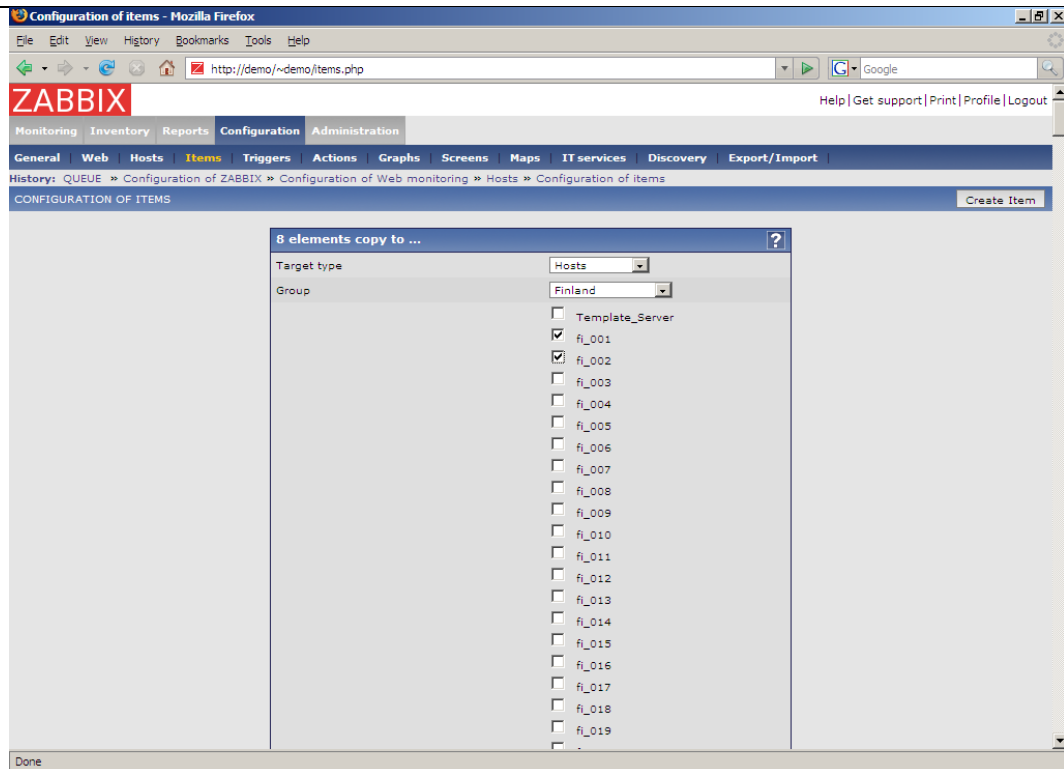 Configuration of items - Mozilla Firefox
File Edit View History Bookmarks Tools Help
http://demo/~demo/items.php
Google
ZABBIX
Help|Get support|Print|Profile|Logout
Monitoring Inventory Reports Configuration Administration
General | Web | Hosts | Items | Triggers | Actions | Graphs | Screens | Maps | IT services | Discovery | Export/Import |
History: QUEUE » Configuration of ZABBIX » Configuration of Web monitoring » Hosts » Configuration of items
CONFIGURATION OF ITEMS Create Item
8 elements copy to ... ?
Target type Hosts
Group Finland
Template_Server
fi_001
fi_002
fi_003
fi_004
fi_005
fi_006
fi_007
fi_008
fi_009
fi_010
fi_011
fi_012
fi_013
fi_014
fi_015
fi_016
fi_017
fi_018
fi_019
Done